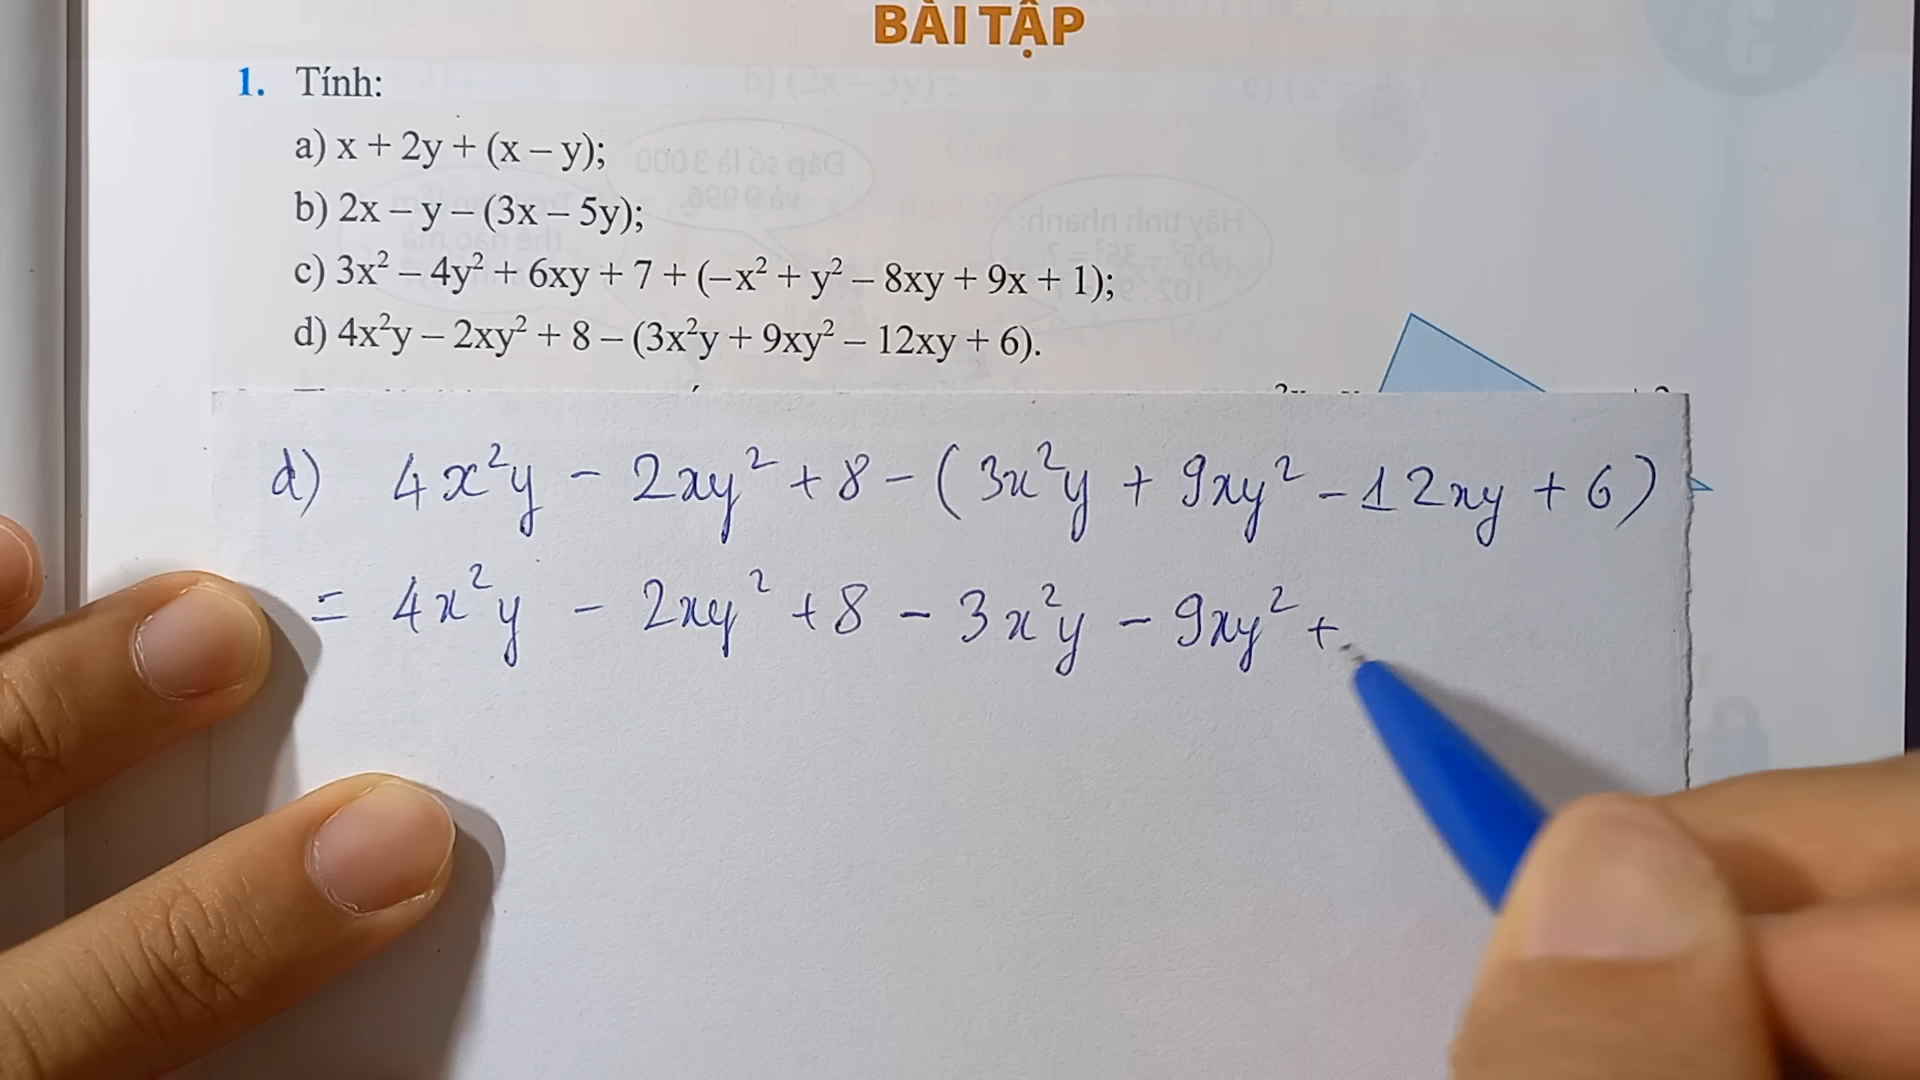 BÀI TẬP
1. Tính:
a) x + 2y + (x – y);
b) 2x – y – (3x – 5y);
c) 3x² – 4y² + 6xy + 7 + (–x² + y² – 8xy + 9x + 1);
d) 4x²y – 2xy² + 8 – (3x²y + 9xy² – 12xy + 6).
d) 4x²y - 2xy² + 8 - (3x²y + 9xy² - 12xy + 6)
= 4x²y - 2xy² + 8 - 3x²y - 9xy² +